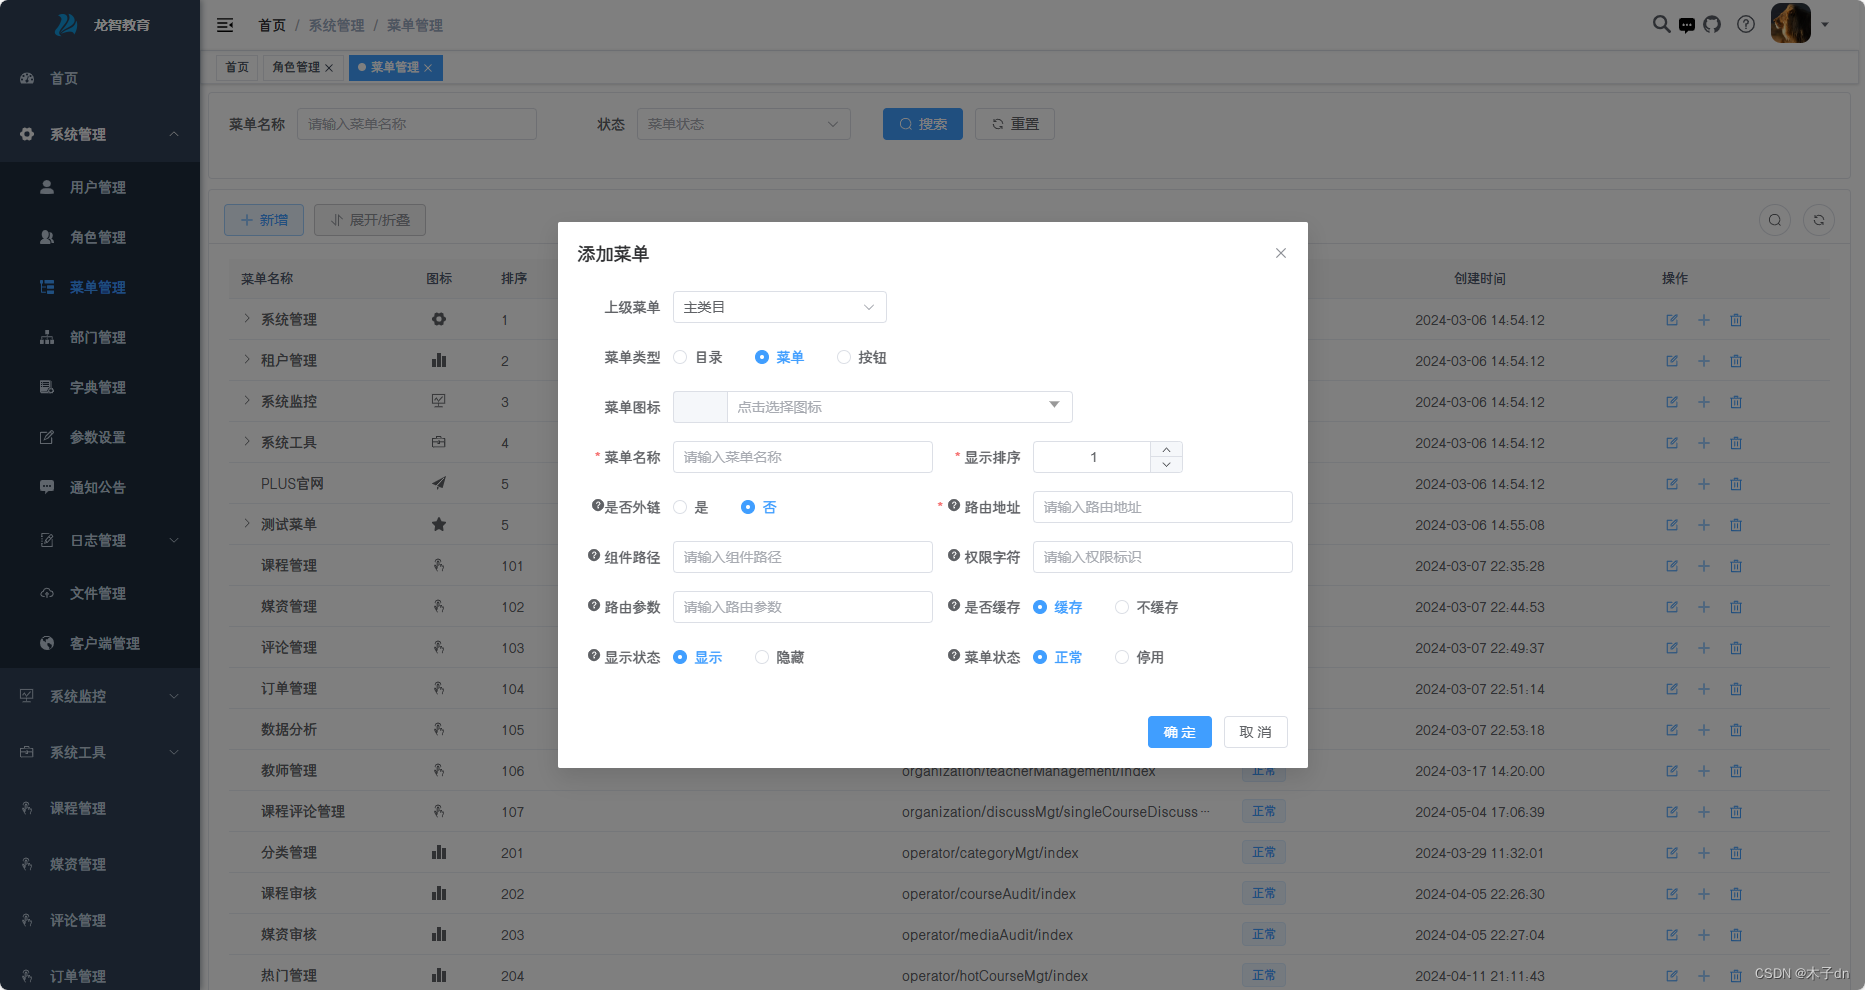 龙智教育
首页 / 系统管理 / 菜单管理
首页
角色管理
菜单管理
首页
系统管理
用户管理
角色管理
菜单管理
部门管理
字典管理
参数设置
通知公告
日志管理
文件管理
客户端管理
系统监控
系统工具
课程管理
媒资管理
评论管理
订单管理
菜单名称 请输入菜单名称 状态 菜单状态 搜索 重置
新增 展开/折叠
菜单名称 图标 排序 创建时间 操作
系统管理 1 2024-03-06 14:54:12
租户管理 2 2024-03-06 14:54:12
系统监控 3 2024-03-06 14:54:12
系统工具 4 2024-03-06 14:54:12
PLUS官网 5 2024-03-06 14:54:12
测试菜单 5 2024-03-06 14:55:08
课程管理 101 2024-03-07 22:35:28
媒资管理 102 2024-03-07 22:44:53
评论管理 103 2024-03-07 22:49:37
订单管理 104 2024-03-07 22:51:14
数据分析 105 2024-03-07 22:53:18
教师管理 106 organization/teacherManagement/index 正常 2024-03-17 14:20:00
课程评论管理 107 organization/discussMgt/singleCourseDiscuss··· 正常 2024-05-04 17:06:39
分类管理 201 operator/categoryMgt/index 正常 2024-03-29 11:32:01
课程审核 202 operator/courseAudit/index 正常 2024-04-05 22:26:30
媒资审核 203 operator/mediaAudit/index 正常 2024-04-05 22:27:04
热门管理 204 operator/hotCourseMgt/index 正常 2024-04-11 21:11:43
添加菜单
上级菜单 主类目
菜单类型 目录 菜单 按钮
菜单图标 点击选择图标
* 菜单名称 请输入菜单名称 * 显示排序 1
是否外链 是 否 * 路由地址 请输入路由地址
组件路径 请输入组件路径 权限字符 请输入权限标识
路由参数 请输入路由参数 是否缓存 缓存 不缓存
显示状态 显示 隐藏 菜单状态 正常 停用
确 定 取 消
CSDN @木子dn